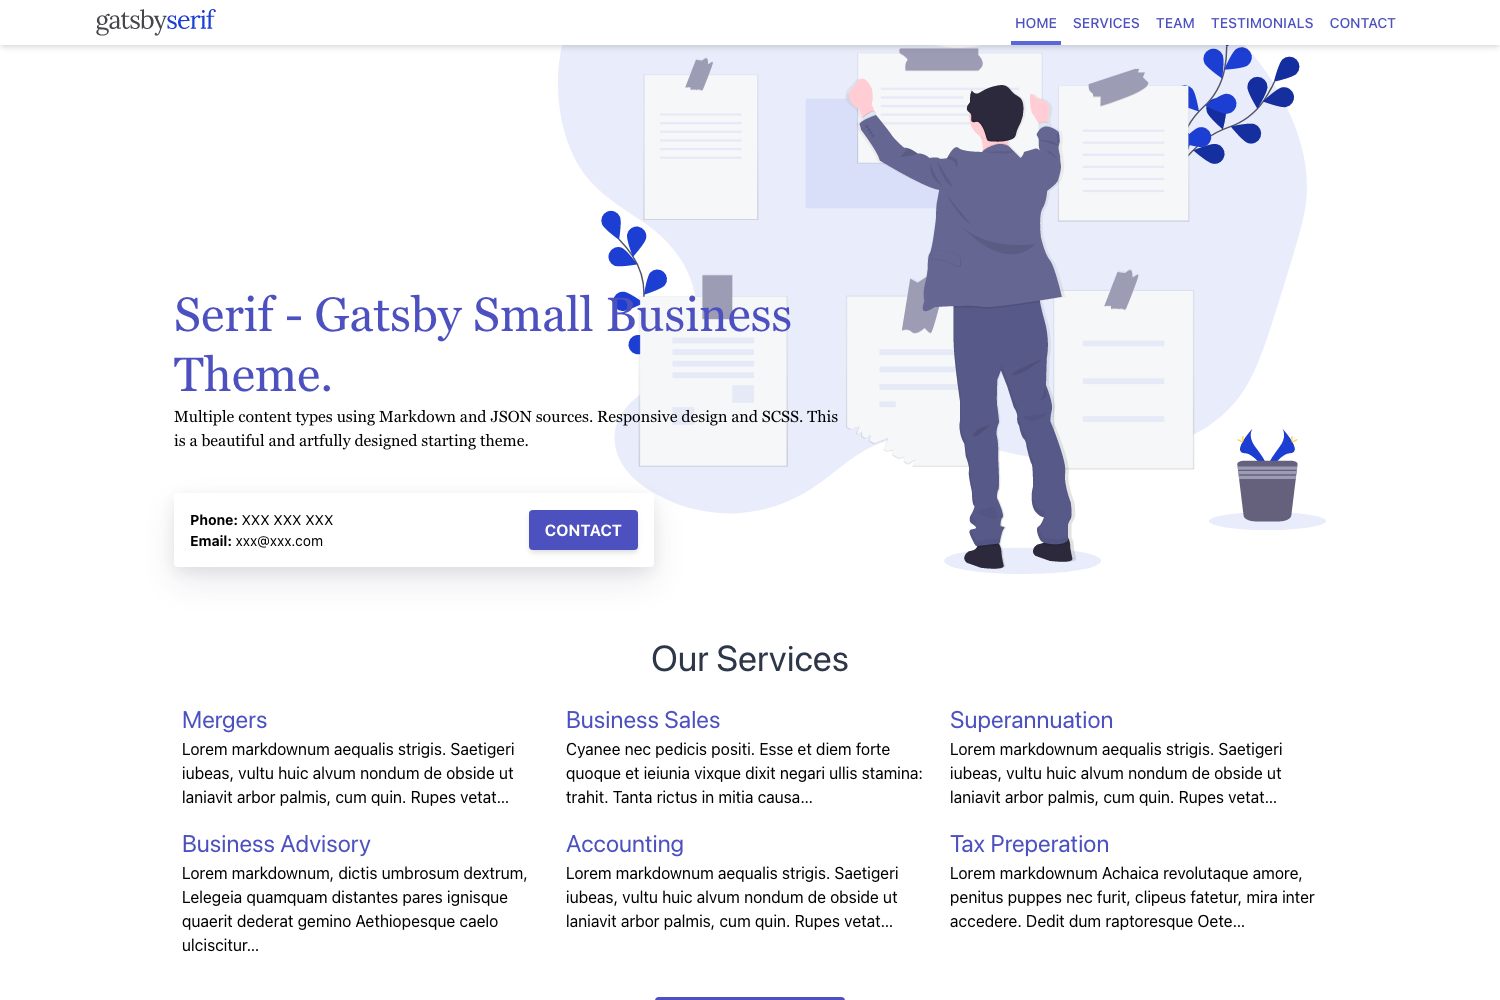 gatsbyserif
HOME SERVICES TEAM TESTIMONIALS CONTACT
Serif - Gatsby Small Business
Theme.
Multiple content types using Markdown and JSON sources. Responsive design and SCSS. This
is a beautiful and artfully designed starting theme.
Phone: XXX XXX XXX
Email: xxx@xxx.com
CONTACT
Our Services
Mergers
Lorem markdownum aequalis strigis. Saetigeri
iubeas, vultu huic alvum nondum de obside ut
laniavit arbor palmis, cum quin. Rupes vetat...
Business Sales
Cyanee nec pedicis positi. Esse et diem forte
quoque et ieiunia vixque dixit negari ullis stamina:
trahit. Tanta rictus in mitia causa...
Superannuation
Lorem markdownum aequalis strigis. Saetigeri
iubeas, vultu huic alvum nondum de obside ut
laniavit arbor palmis, cum quin. Rupes vetat...
Business Advisory
Lorem markdownum, dictis umbrosum dextrum,
Lelegeia quamquam distantes pares ignisque
quaerit dederat gemino Aethiopesque caelo
ulciscitur...
Accounting
Lorem markdownum aequalis strigis. Saetigeri
iubeas, vultu huic alvum nondum de obside ut
laniavit arbor palmis, cum quin. Rupes vetat...
Tax Preperation
Lorem markdownum Achaica revolutaque amore,
penitus puppes nec furit, clipeus fatetur, mira inter
accedere. Dedit dum raptoresque Oete...